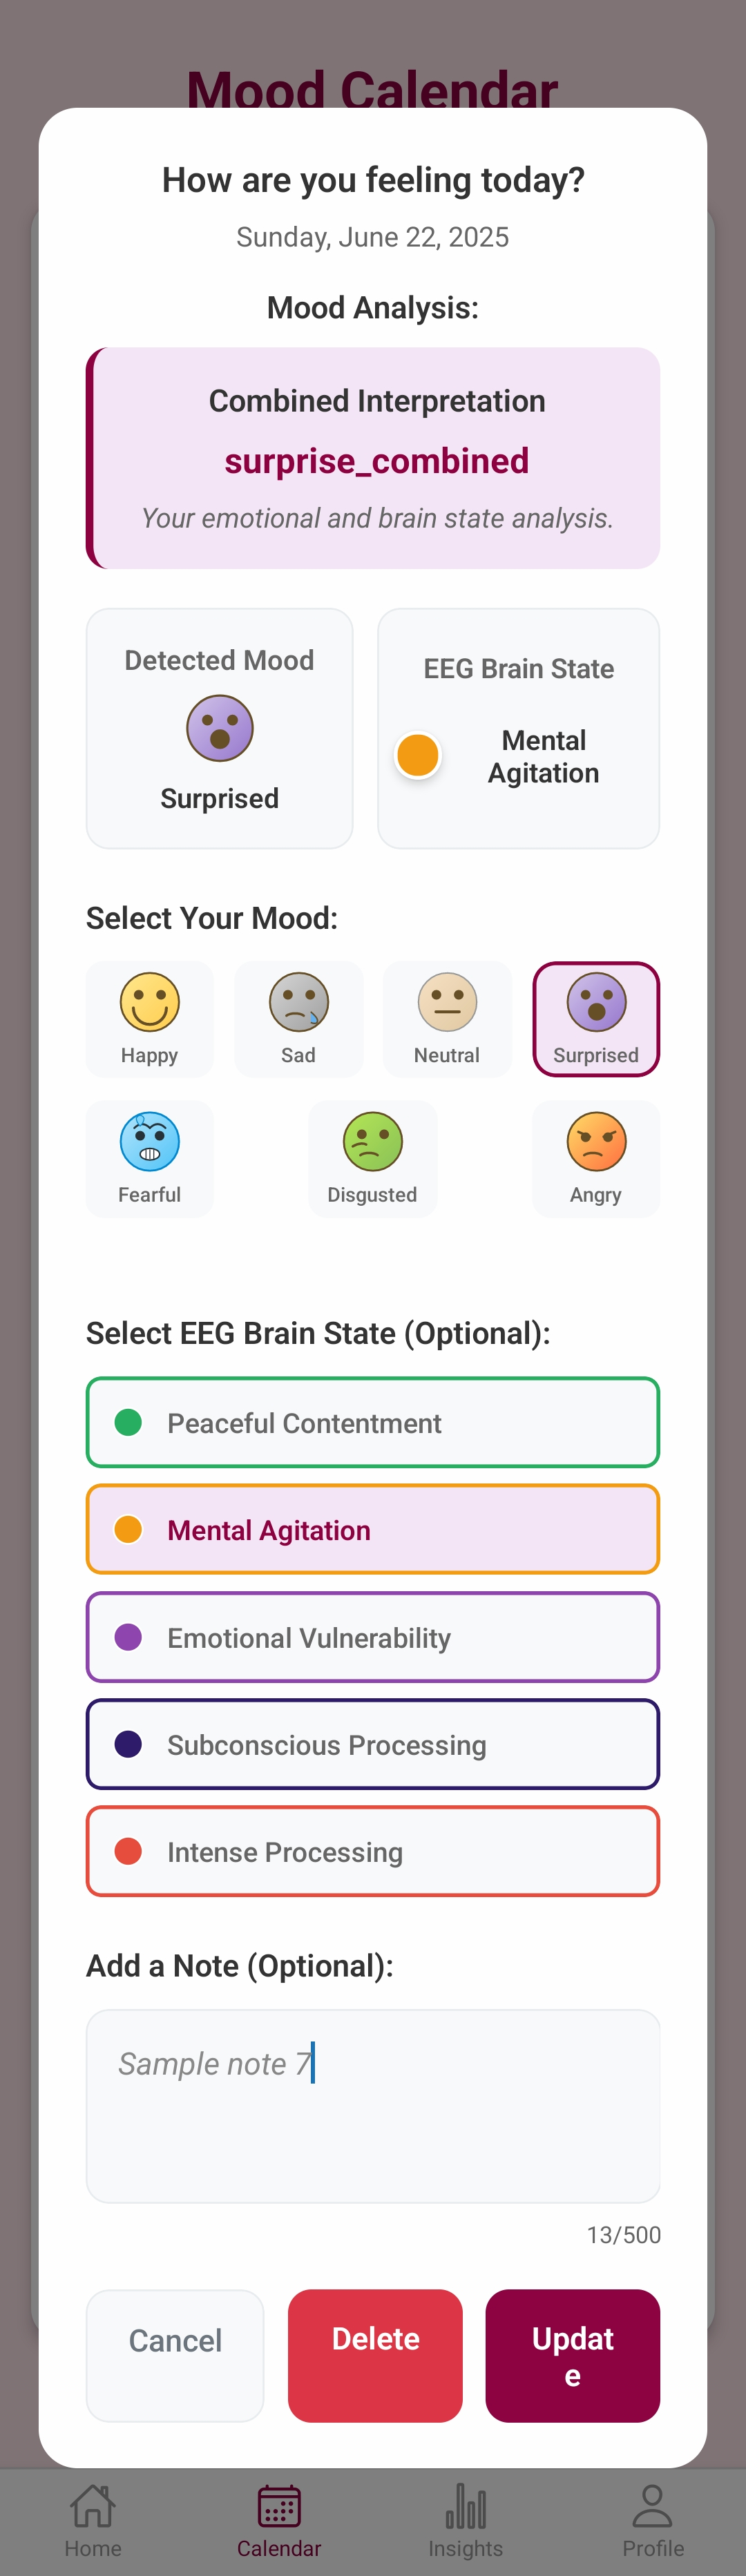 Mood Calendar
How are you feeling today?
Sunday, June 22, 2025
Mood Analysis:
Combined Interpretation
surprise_combined
Your emotional and brain state analysis.
Detected Mood
Surprised
EEG Brain State
Mental
Agitation
Select Your Mood:
Happy
Sad
Neutral
Surprised
Fearful
Disgusted
Angry
Select EEG Brain State (Optional):
Peaceful Contentment
Mental Agitation
Emotional Vulnerability
Subconscious Processing
Intense Processing
Add a Note (Optional):
Sample note 7
13/500
Cancel
Delete
Updat
e
Home
Calendar
Insights
Profile